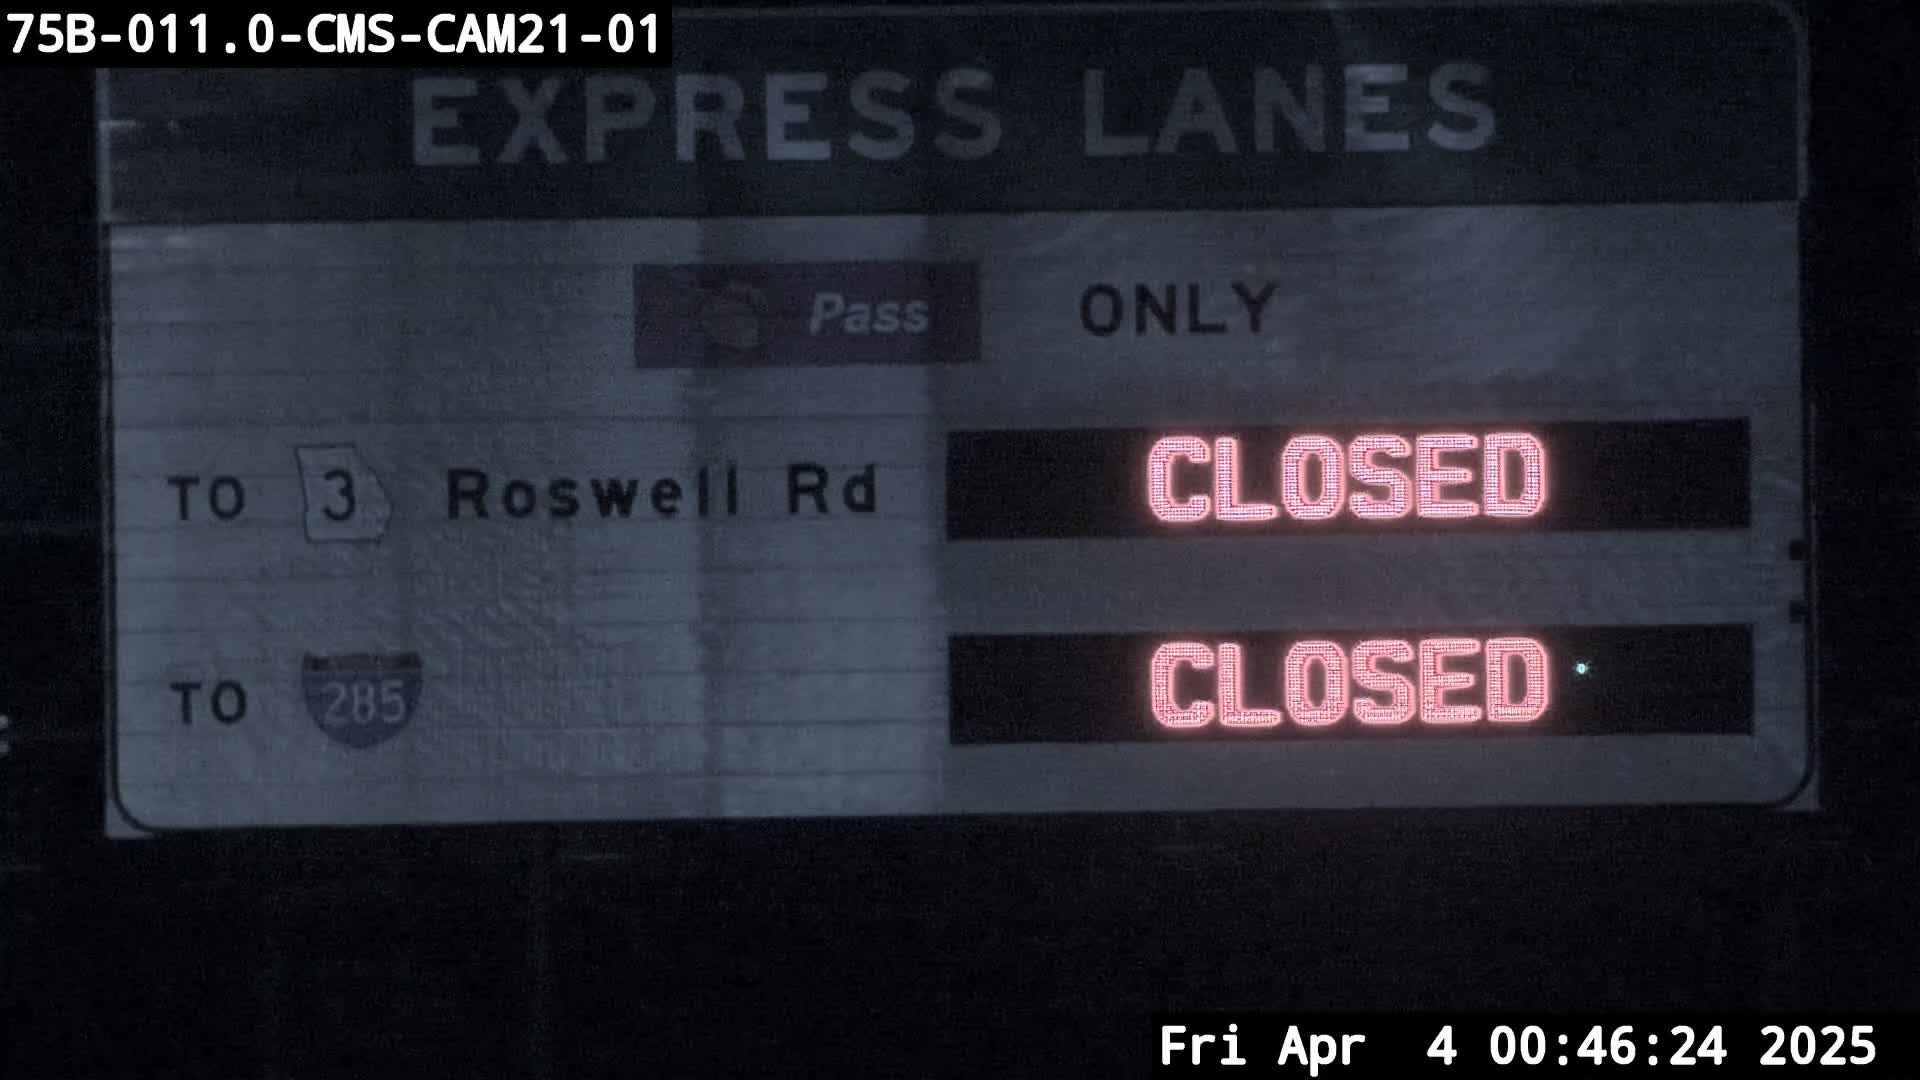 75B-011.0-CMS-CAM21-01
EXPRESS LANES
Pass ONLY
TO 3 Roswell Rd CLOSED
TO 285 CLOSED
Fri Apr 4 00:46:24 2025